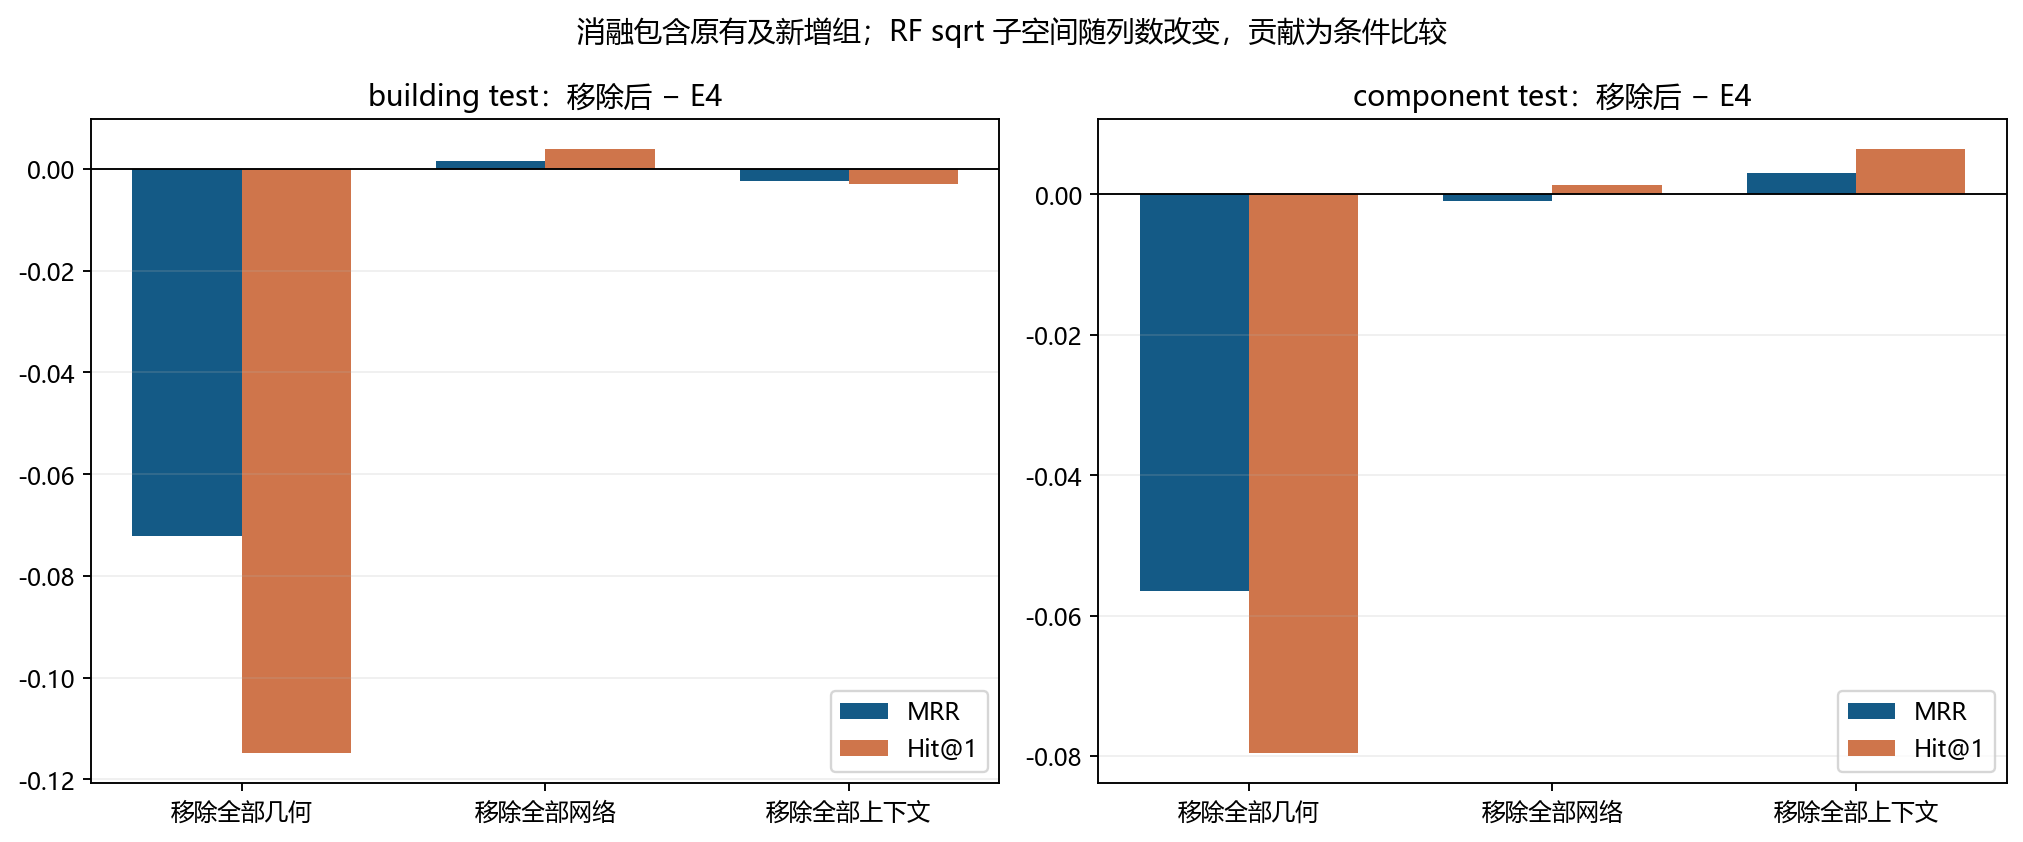 消融包含原有及新增组；RF sqrt 子空间随列数改变，贡献为条件比较
building test：移除后 − E4
0.00
-0.02
-0.04
-0.06
-0.08
-0.10
-0.12
移除全部几何
移除全部网络
移除全部上下文
MRR
Hit@1
component test：移除后 − E4
0.00
-0.02
-0.04
-0.06
-0.08
移除全部几何
移除全部网络
移除全部上下文
MRR
Hit@1